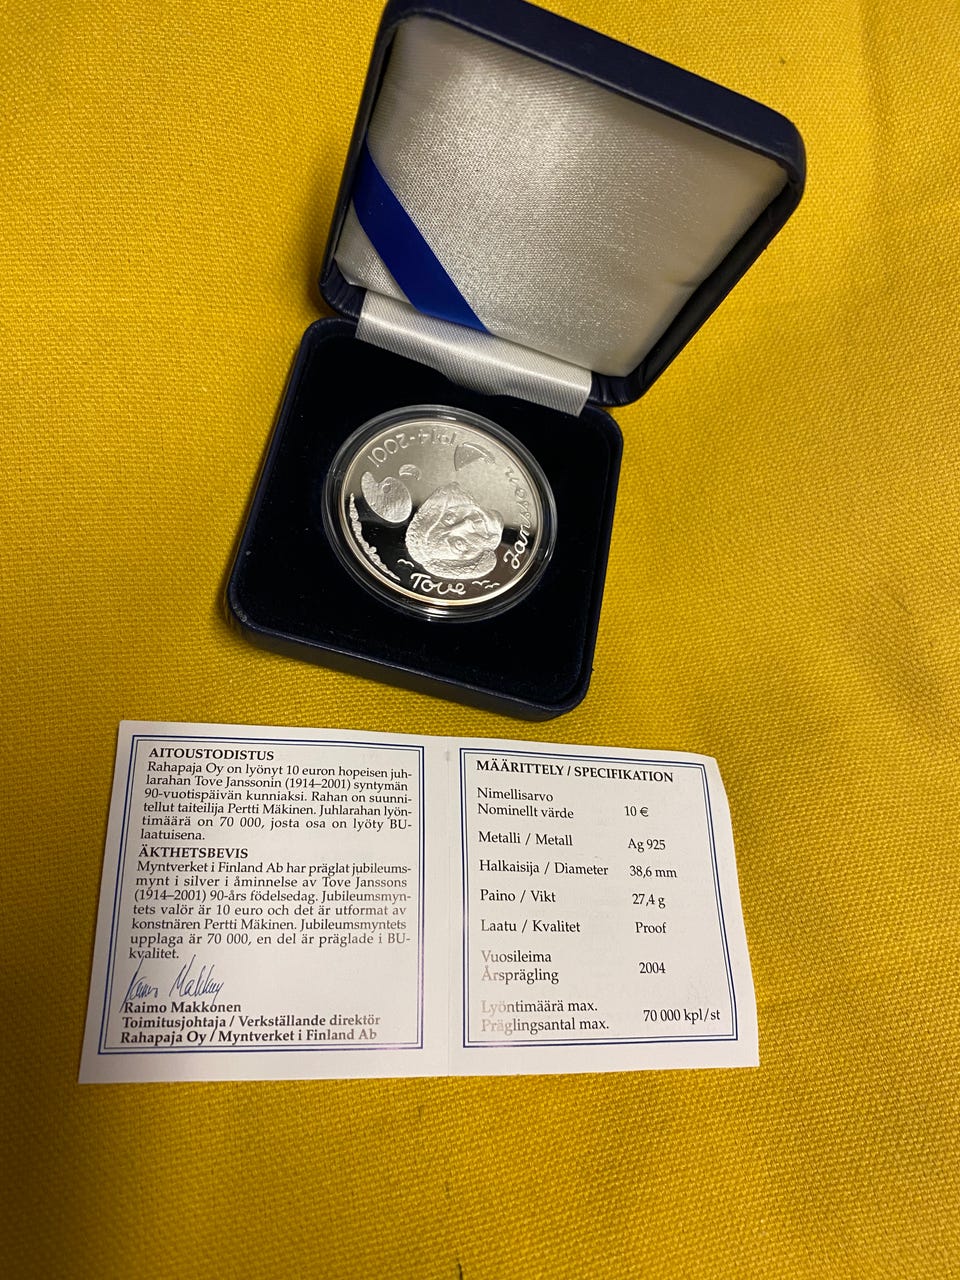 1914-2001
Tove Jansson
AITOUSTODISTUS
Rahapaja Oy on lyönyt 10 euron hopeisen juh-
larahan Tove Janssonin (1914–2001) syntymän
90-vuotispäivän kunniaksi. Rahan on suunni-
tellut taiteilija Pertti Mäkinen. Juhlarahan lyön-
timäärä on 70 000, josta osa on lyöty BU-
laatuisena.
ÄKTHETSBEVIS
Myntverket i Finland Ab har präglat jubileums-
mynt i silver i åminnelse av Tove Janssons
(1914–2001) 90-års födelsedag. Jubileumsmyn-
tets valör är 10 euro och det är utformat av
konstnären Pertti Mäkinen. Jubileumsmyntets
upplaga är 70 000, en del är präglade i BU-
kvalitet.
Raimo Makkonen
Toimitusjohtaja / Verkställande direktör
Rahapaja Oy / Myntverket i Finland Ab
MÄÄRITTELY / SPECIFIKATION
Nimellisarvo
Nominellt värde 10 €
Metalli / Metall Ag 925
Halkaisija / Diameter 38,6 mm
Paino / Vikt 27,4 g
Laatu / Kvalitet Proof
Vuosileima
Årsprägling 2004
Lyöntimäärä max.
Präglingsantal max. 70 000 kpl/st